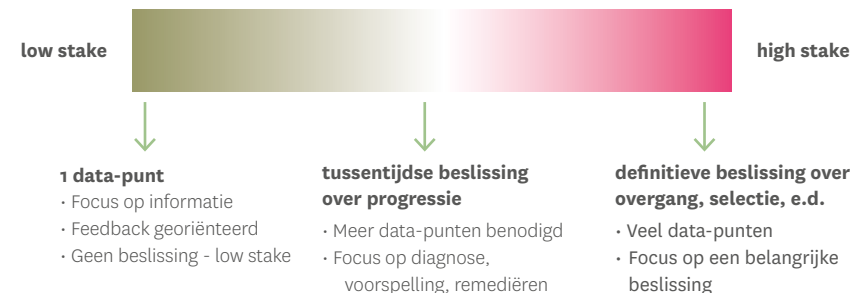 low stake
high stake
1 data-punt
· Focus op informatie
· Feedback georiënteerd
· Geen beslissing - low stake
tussentijdse beslissing
over progressie
· Meer data-punten benodigd
· Focus op diagnose,
voorspelling, remediëren
definitieve beslissing over
overgang, selectie, e.d.
· Veel data-punten
· Focus op een belangrijke
beslissing